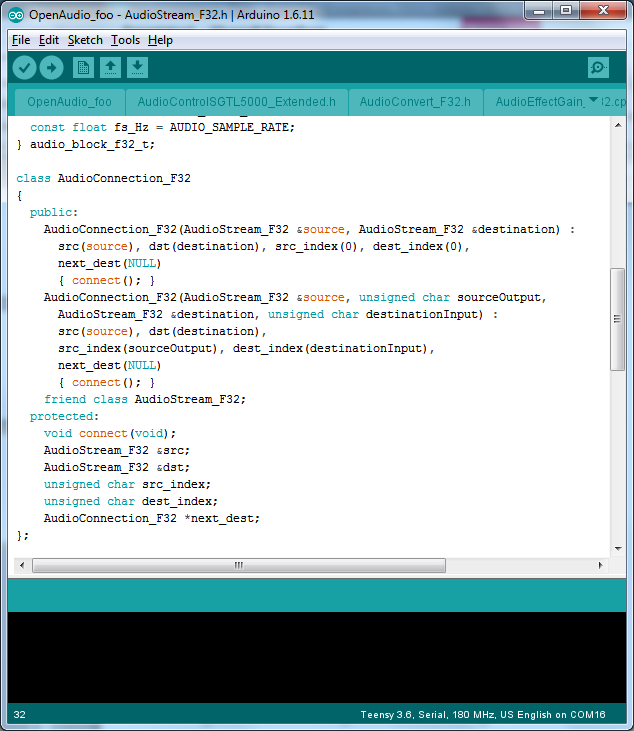 OpenAudio_foo - AudioStream_F32.h | Arduino 1.6.11
File Edit Sketch Tools Help
OpenAudio_foo AudioControlSGTL5000_Extended.h AudioConvert_F32.h AudioEffectGain_ 32.cp
const float fs_Hz = AUDIO_SAMPLE_RATE;
} audio_block_f32_t;
class AudioConnection_F32
{
public:
AudioConnection_F32(AudioStream_F32 &source, AudioStream_F32 &destination) :
src(source), dst(destination), src_index(0), dest_index(0),
next_dest(NULL)
{ connect(); }
AudioConnection_F32(AudioStream_F32 &source, unsigned char sourceOutput,
AudioStream_F32 &destination, unsigned char destinationInput) :
src(source), dst(destination),
src_index(sourceOutput), dest_index(destinationInput),
next_dest(NULL)
{ connect(); }
friend class AudioStream_F32;
protected:
void connect(void);
AudioStream_F32 &src;
AudioStream_F32 &dst;
unsigned char src_index;
unsigned char dest_index;
AudioConnection_F32 *next_dest;
};
32 Teensy 3.6, Serial, 180 MHz, US English on COM16